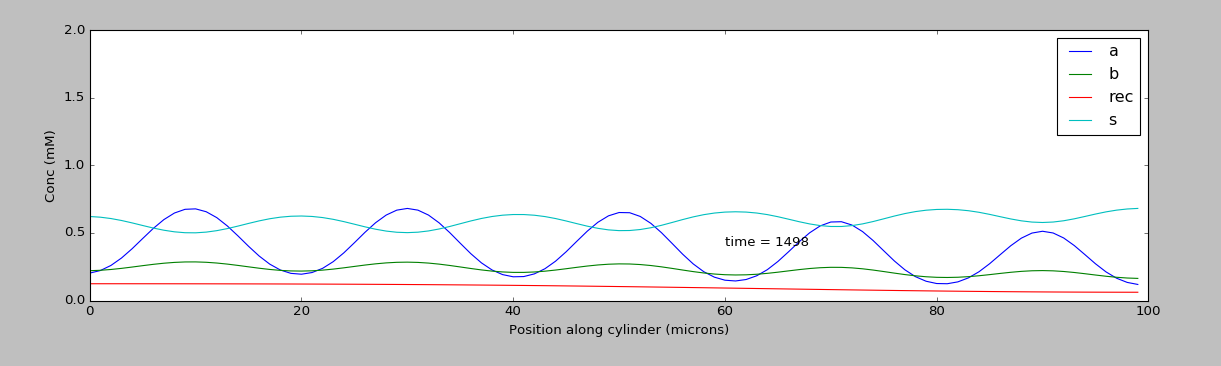 2.0
1.5
1.0
0.5
0.0
Conc (mM)
a
b
rec
s
time = 1498
0 20 40 60 80 100
Position along cylinder (microns)